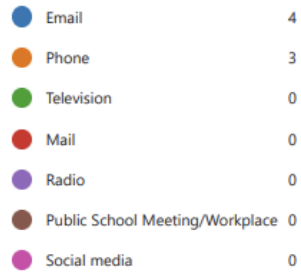 Email 4
Phone 3
Television 0
Mail 0
Radio 0
Public School Meeting/Workplace 0
Social media 0